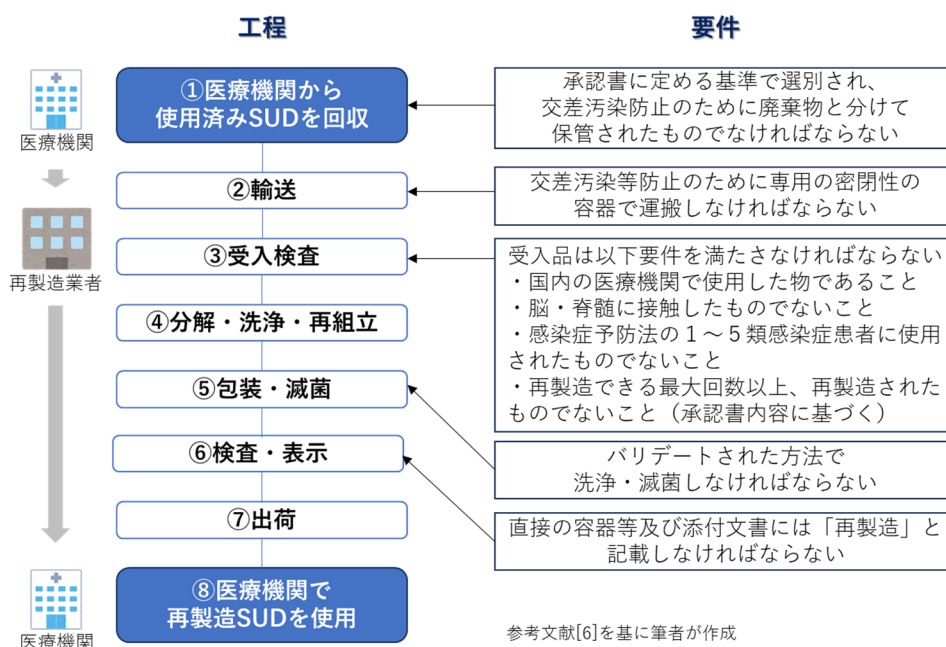 工程
要件
医療機関
①医療機関から
使用済みSUDを回収
承認書に定める基準で選別され、
交差汚染防止のために廃棄物と分けて
保管されたものでなければならない
②輸送
交差汚染等防止のために専用の密閉性の
容器で運搬しなければならない
再製造業者
③受入検査
受入品は以下要件を満たさなければならない
・国内の医療機関で使用した物であること
・脳・脊髄に接触したものでないこと
・感染症予防法の1～5類感染症患者に使用
されたものでないこと
・再製造できる最大回数以上、再製造された
ものでないこと（承認書内容に基づく）
④分解・洗浄・再組立
⑤包装・滅菌
バリデートされた方法で
洗浄・滅菌しなければならない
⑥検査・表示
直接の容器等及び添付文書には「再製造」と
記載しなければならない
⑦出荷
⑧医療機関で
再製造SUDを使用
医療機関
参考文献[6]を基に筆者が作成